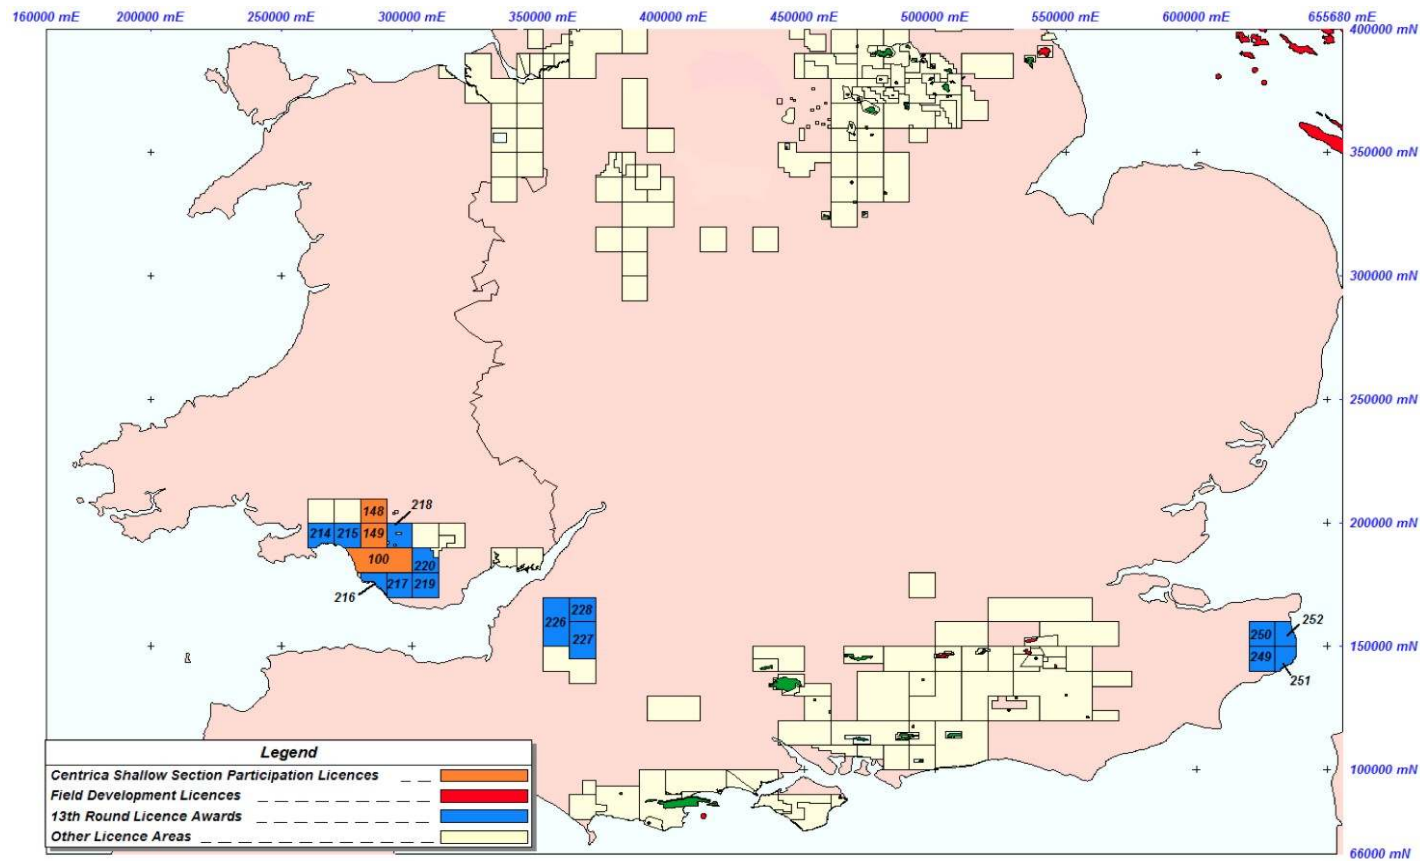 160000 mE 200000 mE 250000 mE 300000 mE 350000 mE 400000 mE 450000 mE 500000 mE 550000 mE 600000 mE 655680 mE
400000 mN
350000 mN
300000 mN
250000 mN
200000 mN
150000 mN
100000 mN
66000 mN
148
218
214 215 149
100
220
216 217 219
226 228
227
250 252
249
251
Legend
Centrica Shallow Section Participation Licences
Field Development Licences
13th Round Licence Awards
Other Licence Areas